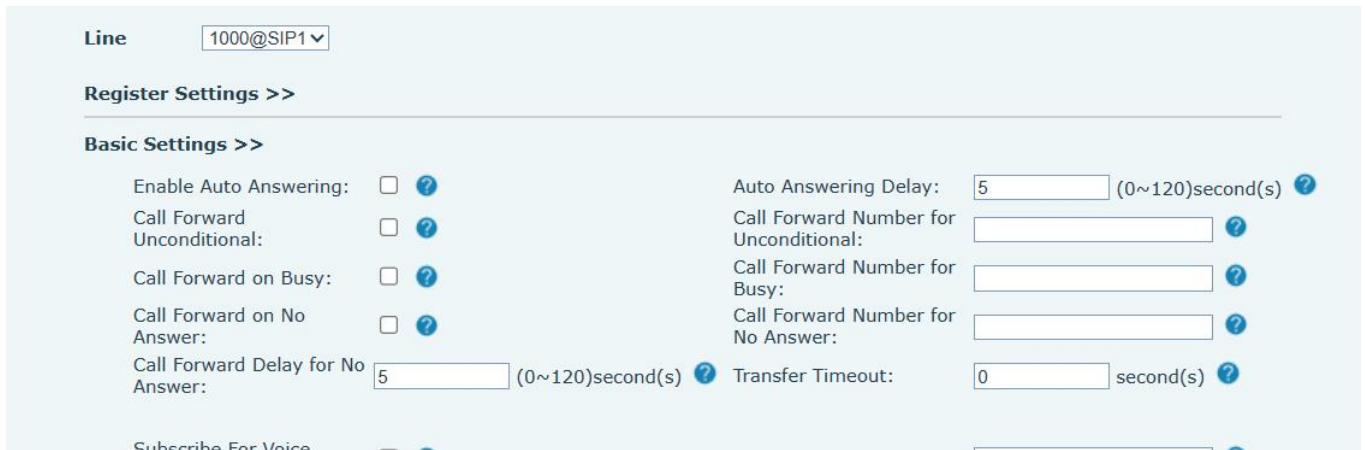 Line 1000@SIP1
Register Settings >>
Basic Settings >>
Enable Auto Answering: ? Auto Answering Delay: 5 (0~120)second(s) ?
Call Forward
Unconditional: ? Call Forward Number for
Unconditional: ?
Call Forward on Busy: ? Call Forward Number for
Busy: ?
Call Forward on No
Answer: ? Call Forward Number for
No Answer: ?
Call Forward Delay for No
Answer: 5 (0~120)second(s) ? Transfer Timeout: 0 second(s) ?
Subscribe For Voice